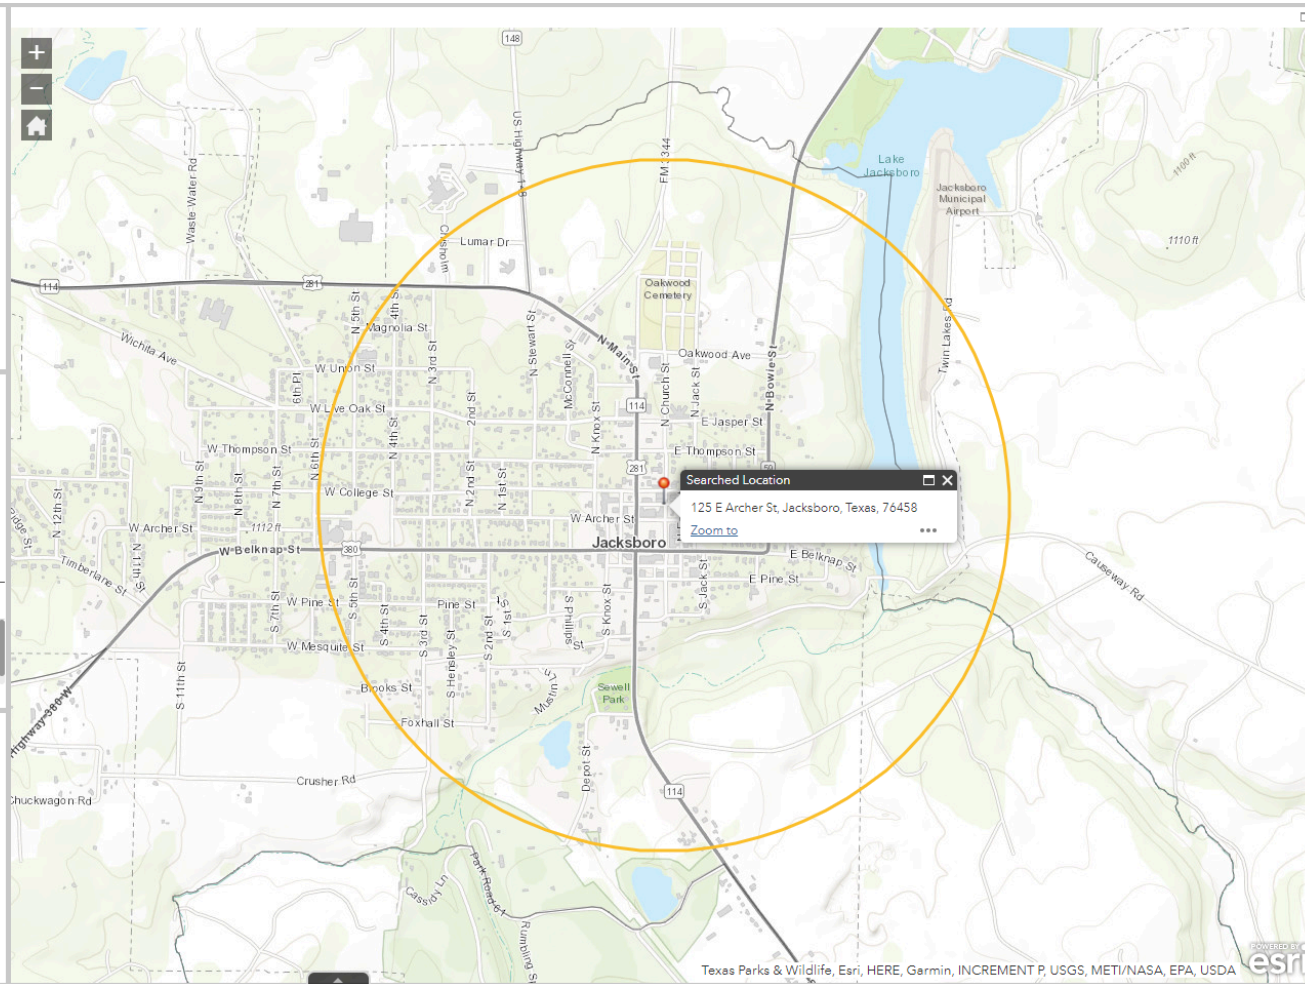 148
US Highway 148
FM 3344
Waste Water Rd
Lake
Jacksboro
Jacksboro
Municipal
Airport
1100 ft
1110 ft
Chisholm
Lumar Dr
114
281
Oakwood
Cemetery
N 5th St
4th St
Magnolia St
Wichita Ave
N 3rd St
N Stewart St
McConnell St
N Main St
Oakwood Ave
N Bowie St
Twin Lakes Rd
W Union St
6th Pl
W Live Oak St
2nd St
N Knox St
114
N Church St
N Jack St
E Jasper St
N 4th St
W Thompson St
E Thompson St
N 6th St
281
N 9th St
N 8th St
N 7th St
N 2nd St
N 1st St
W College St
Searched Location
125 E Archer St, Jacksboro, Texas, 76458
Zoom to
N 12th St
W Archer St
1112 ft
W Archer St
Jacksboro
W Belknap St
380
E Belknap St
Timberlane St
N 11th St
E Pine St
Causeway Rd
S 7th St
W Pine St
S 5th St
S 4th St
Pine St
S 1st St
S Phillips
St
S Knox St
S Jack St
S 3rd St
S Hensley St
S 2nd St
W Mesquite St
S 11th St
Brooks St
Mustin Ln
Sewell
Park
Highway 380 W
Foxhall St
Depot St
Crusher Rd
114
Chuckwagon Rd
Cassidy Ln
Park Road 61
Rumbling S
Texas Parks & Wildlife, Esri, HERE, Garmin, INCREMENT P, USGS, METI/NASA, EPA, USDA
POWERED BY
esri